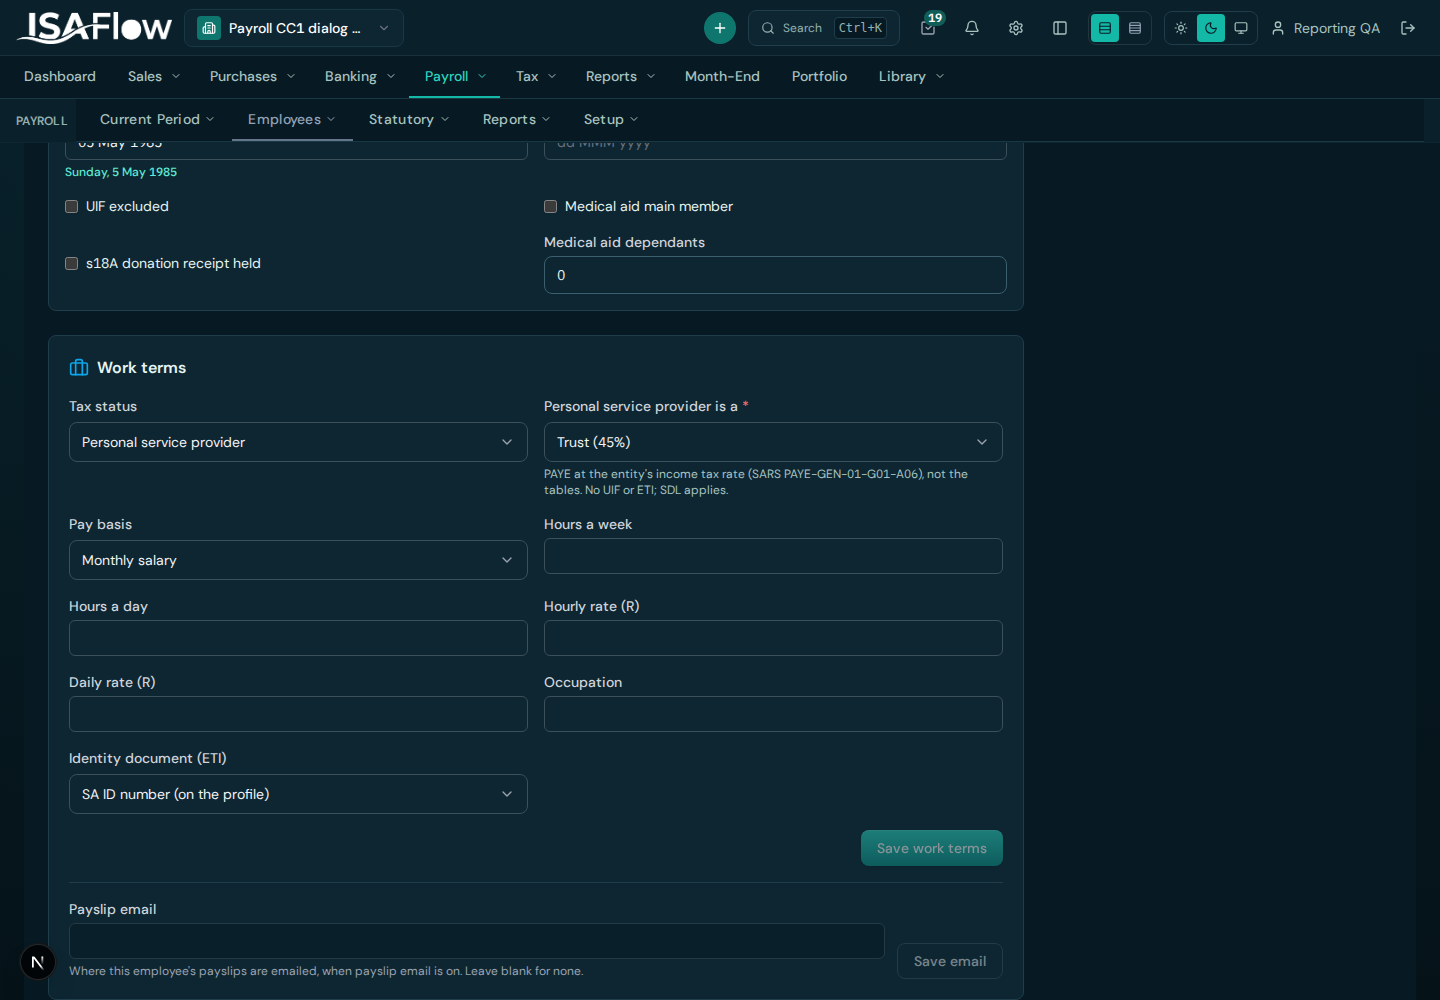 ISAFlow
Payroll CC1 dialog ...
Search Ctrl+K
19
Reporting QA
Dashboard Sales Purchases Banking Payroll Tax Reports Month-End Portfolio Library
PAYROLL Current Period Employees Statutory Reports Setup
05 May 1985
dd MMM yyyy
Sunday, 5 May 1985
UIF excluded
Medical aid main member
Medical aid dependants
s18A donation receipt held
0
Work terms
Tax status
Personal service provider is a *
Personal service provider
Trust (45%)
PAYE at the entity's income tax rate (SARS PAYE-GEN-01-G01-A06), not the
tables. No UIF or ETI; SDL applies.
Pay basis
Hours a week
Monthly salary
Hours a day
Hourly rate (R)
Daily rate (R)
Occupation
Identity document (ETI)
SA ID number (on the profile)
Save work terms
Payslip email
Save email
Where this employee's payslips are emailed, when payslip email is on. Leave blank for none.
N